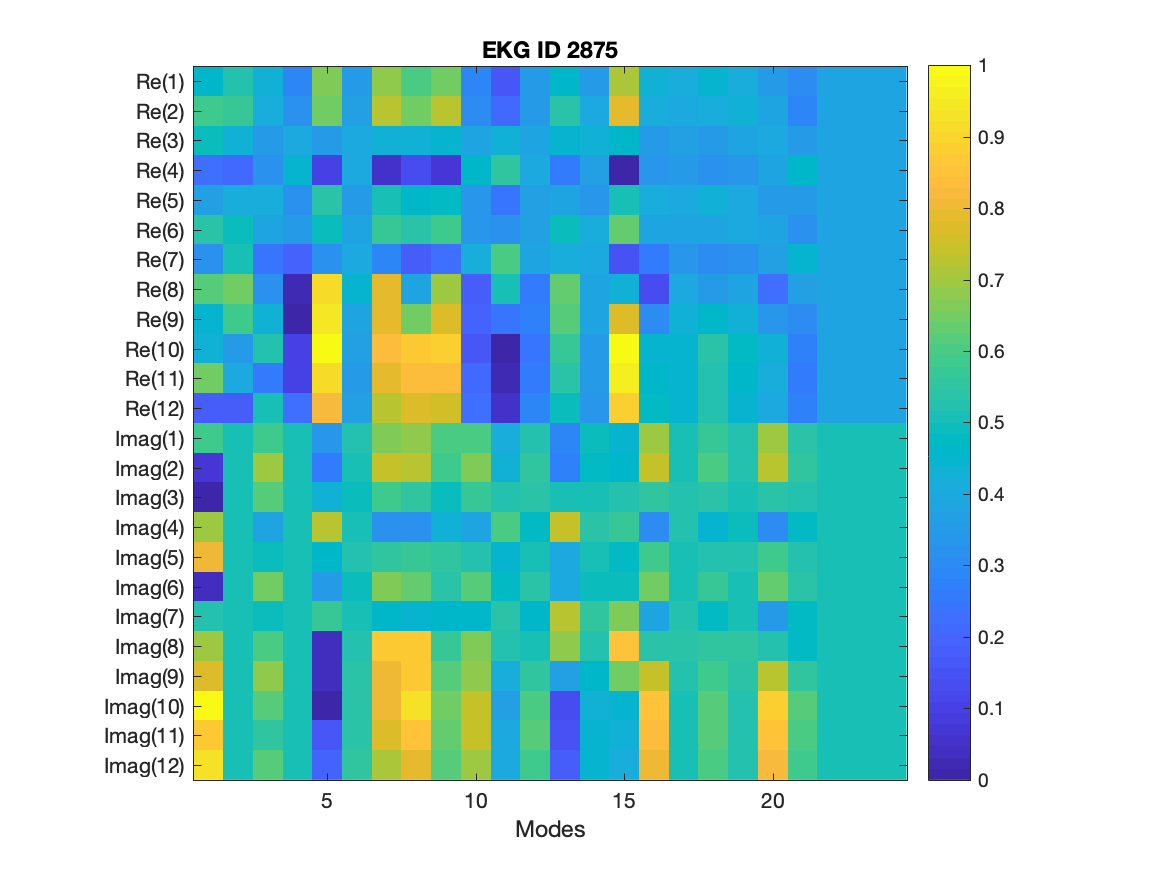 EKG ID 2875
Re(1)
Re(2)
Re(3)
Re(4)
Re(5)
Re(6)
Re(7)
Re(8)
Re(9)
Re(10)
Re(11)
Re(12)
Imag(1)
Imag(2)
Imag(3)
Imag(4)
Imag(5)
Imag(6)
Imag(7)
Imag(8)
Imag(9)
Imag(10)
Imag(11)
Imag(12)
5 10 15 20
Modes
1
0.9
0.8
0.7
0.6
0.5
0.4
0.3
0.2
0.1
0